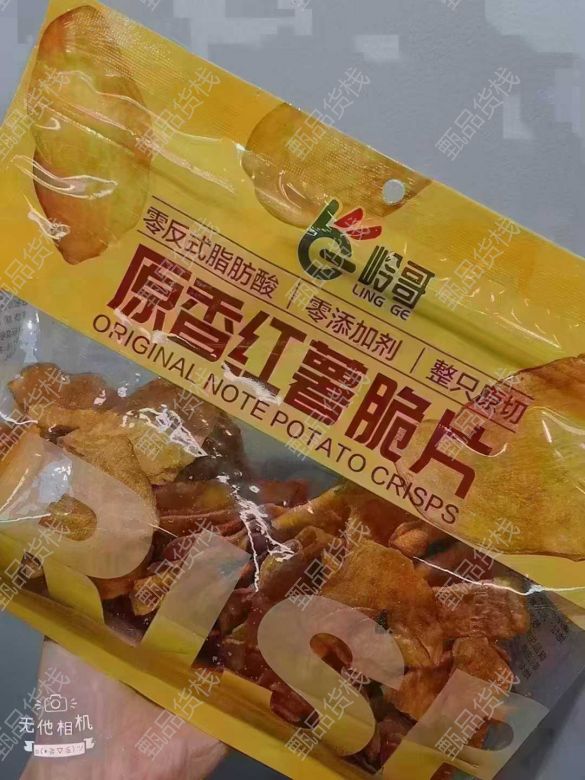 岭哥
LING GE
零反式脂肪酸 | 零添加剂 | 整只原切
原香红薯脆片
ORIGINAL NOTE POTATO CRISPS
RISP
无他相机
甄品货栈